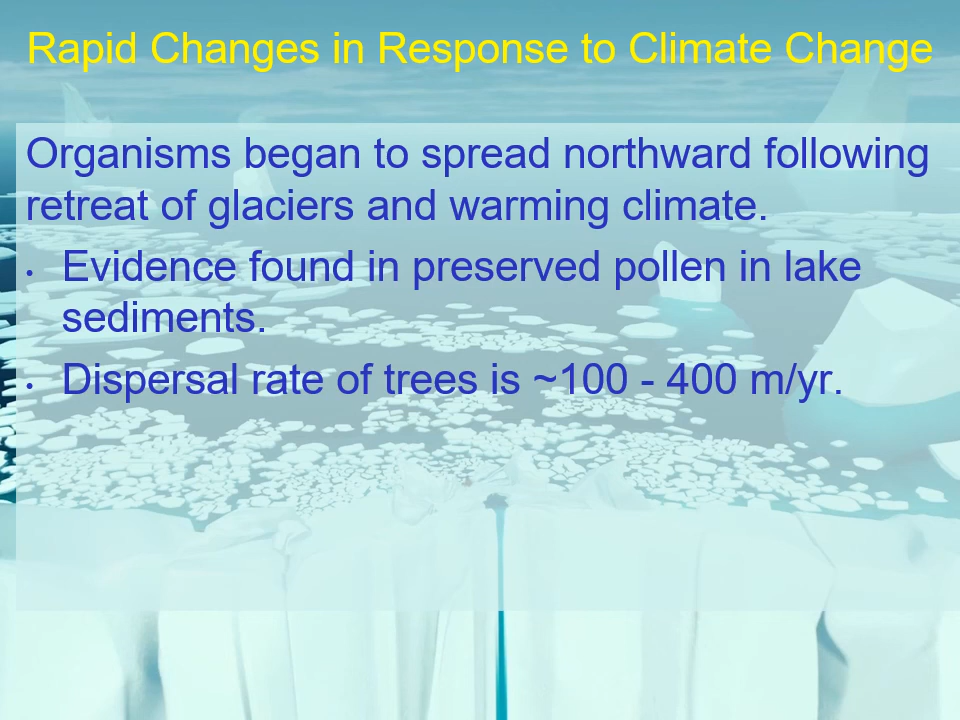 Rapid Changes in Response to Climate Change
Organisms began to spread northward following
retreat of glaciers and warming climate.
• Evidence found in preserved pollen in lake
sediments.
• Dispersal rate of trees is ~100 - 400 m/yr.